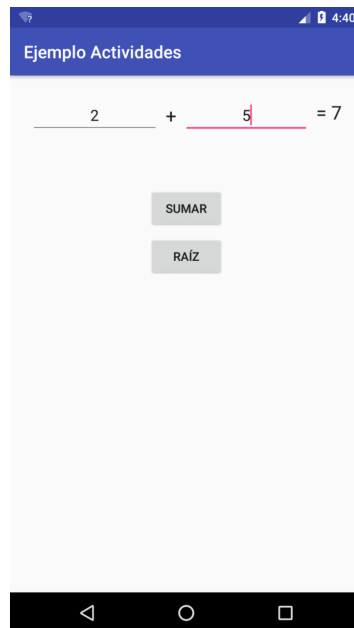 4:40
Ejemplo Actividades
2 + 5 = 7
SUMAR
RAÍZ